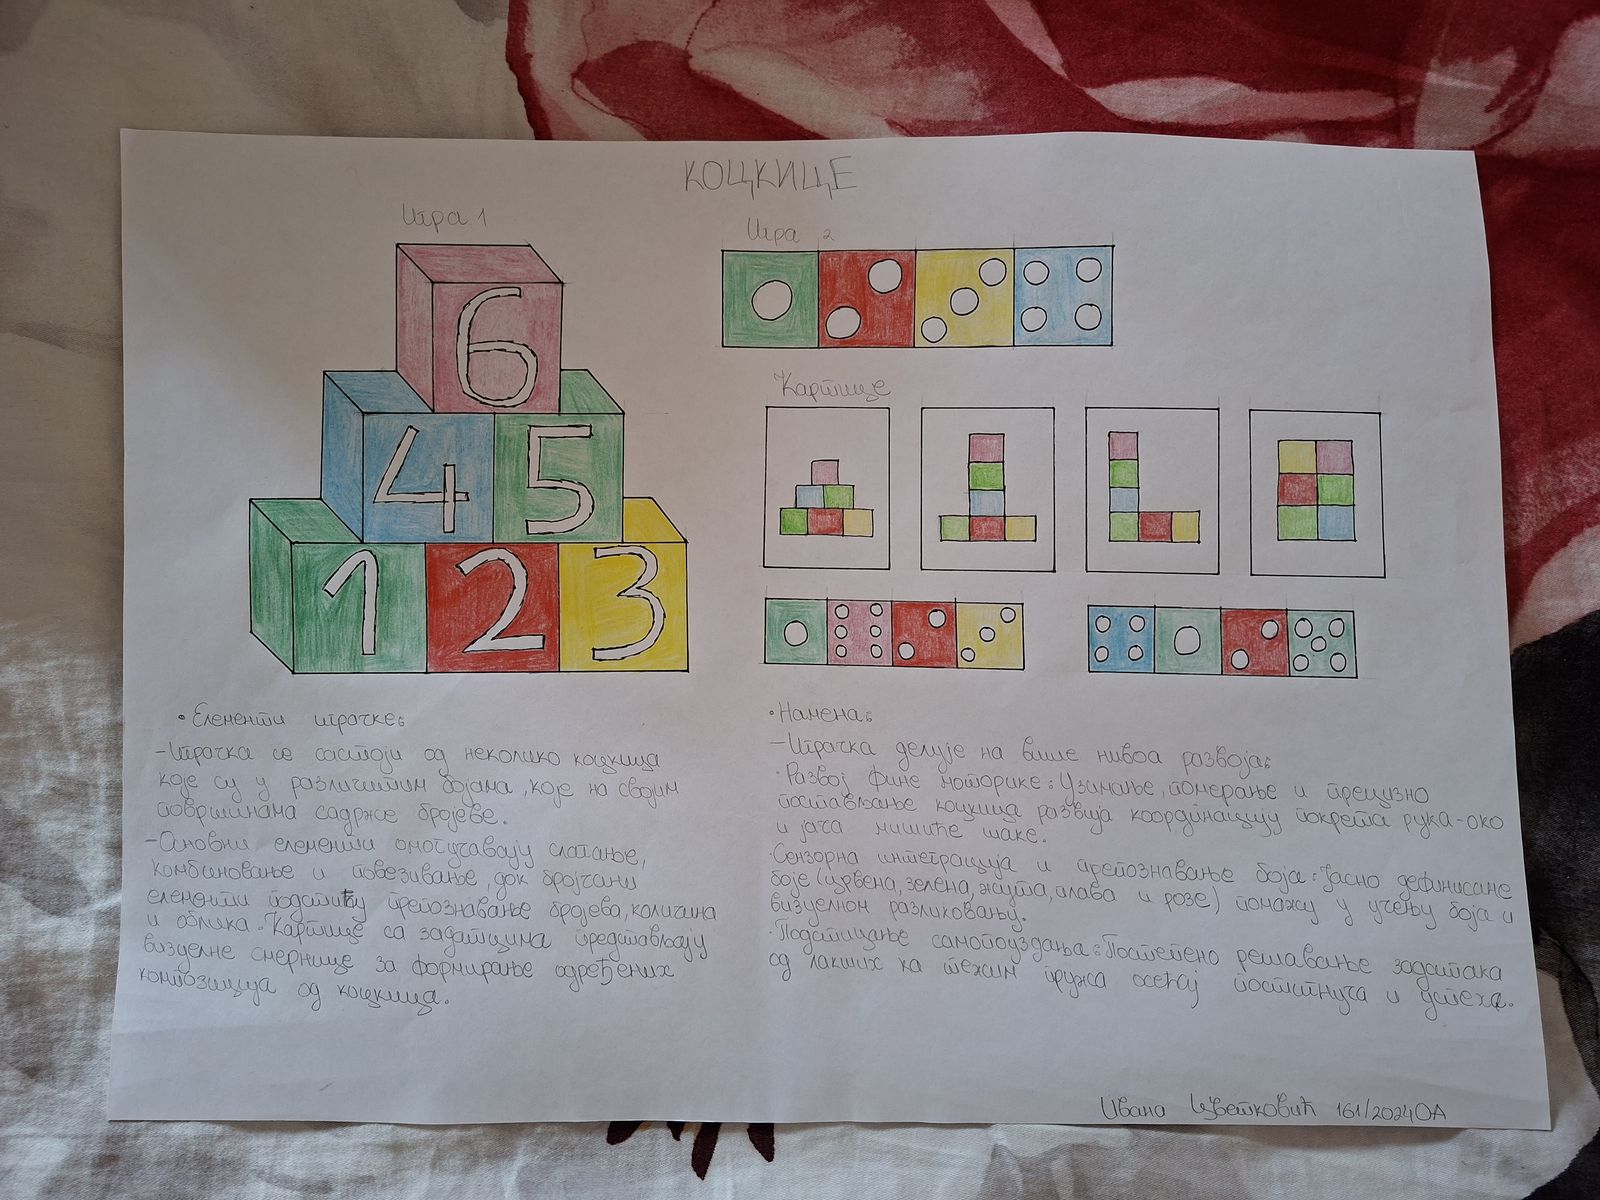 КОЦКИЦЕ
Игра 1
Игра 2
6
4 5
1 2 3
Картице
• Елементи играчке:
-Играчка се састоји од неколико коцкица
које су у различитим бојама, које на својим
површинама садрже бројеве.
-Основни елементи омогућавају слагање,
комбиновање и повезивање, док бројчани
елементи подстичу препознавање бројева, количина
и облика. Картице са задацима представљају
визуелне смернице за формирање одређених
композиција од коцкица.
• Намена:
-Играчка делује на више нивоа развоја:
·Развој фине моторике: Узимање, померање и прецизно
постављање коцкица развија координацију покрета рука-око
и јача мишиће шаке.
·Сензорна интеграција и препознавање боја: Јасно дефинисане
боје (црвена, зелена, жута, плава и розе) помажу у учењу боја и
визуелном разликовању.
·Подстицање самопоуздања: Постепено решавање задатака
од лакших ка тежим пружа осећај постигнућа и успеха.
Ивана Цветковић 161/2024ОА